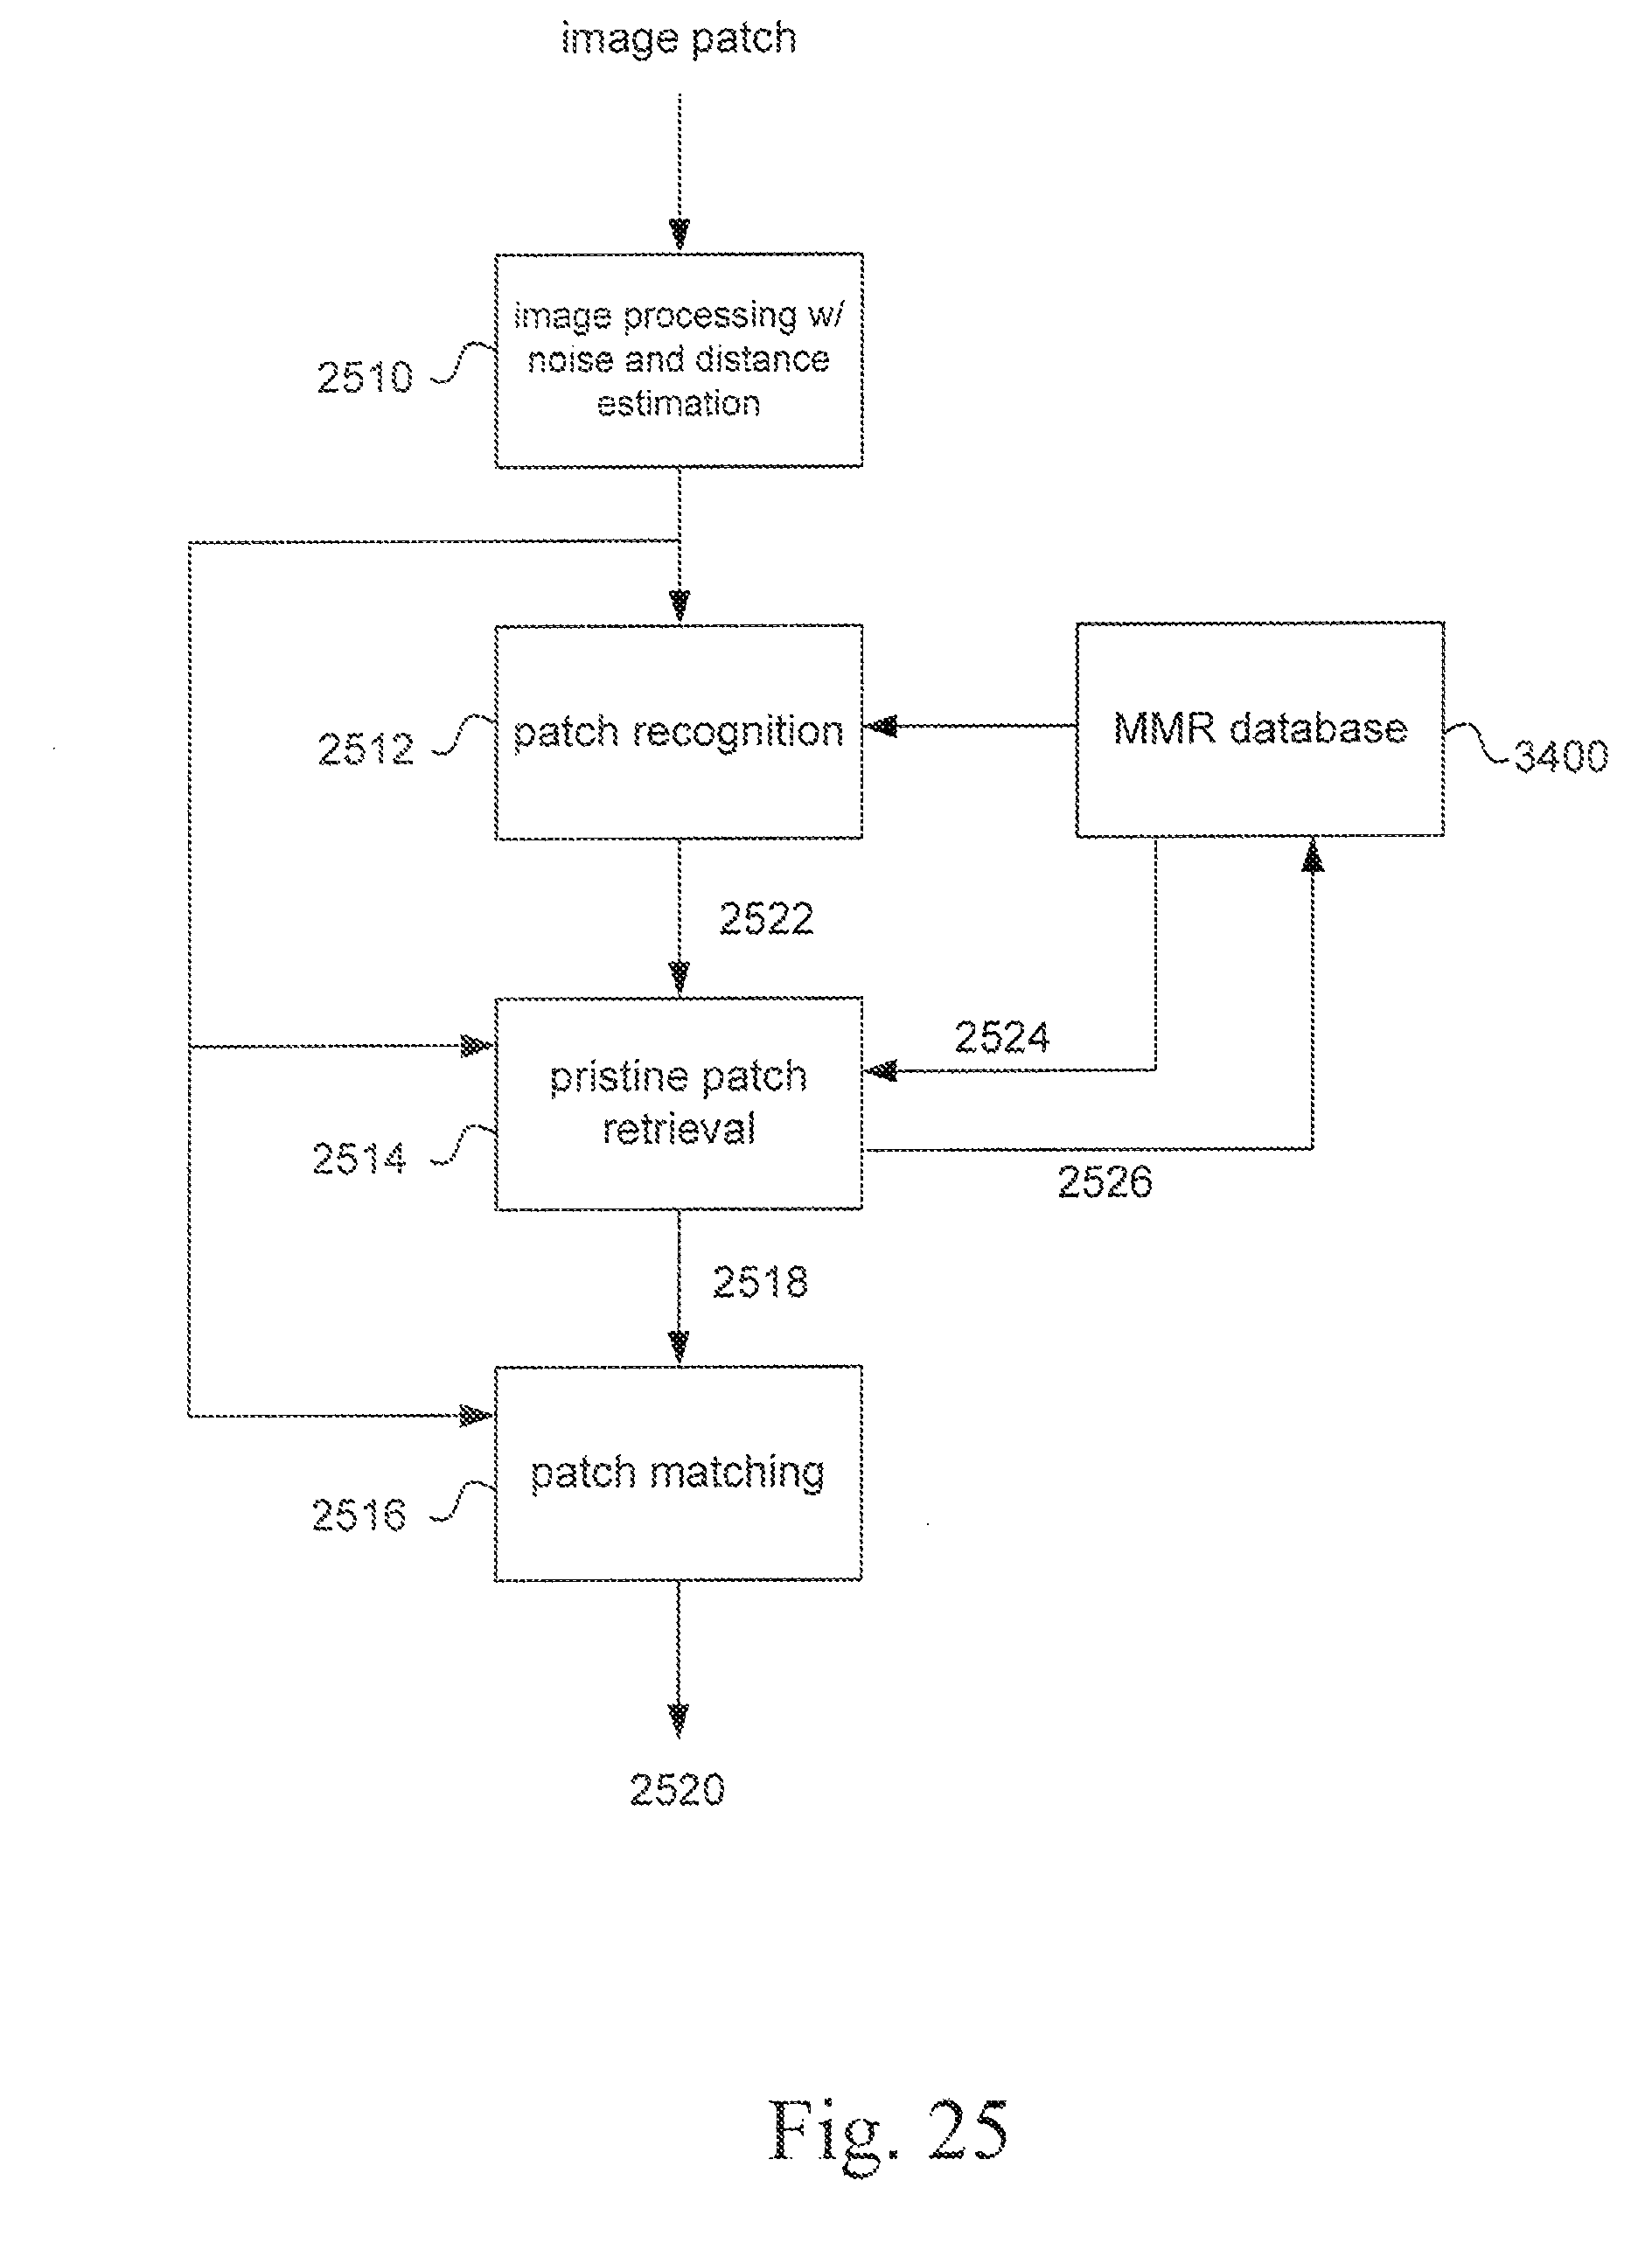 image patch
image processing w/
noise and distance
estimation
2510
patch recognition
2512
MMR database
3400
2522
2524
pristine patch
retrieval
2514
2526
2518
patch matching
2516
2520
Fig. 25